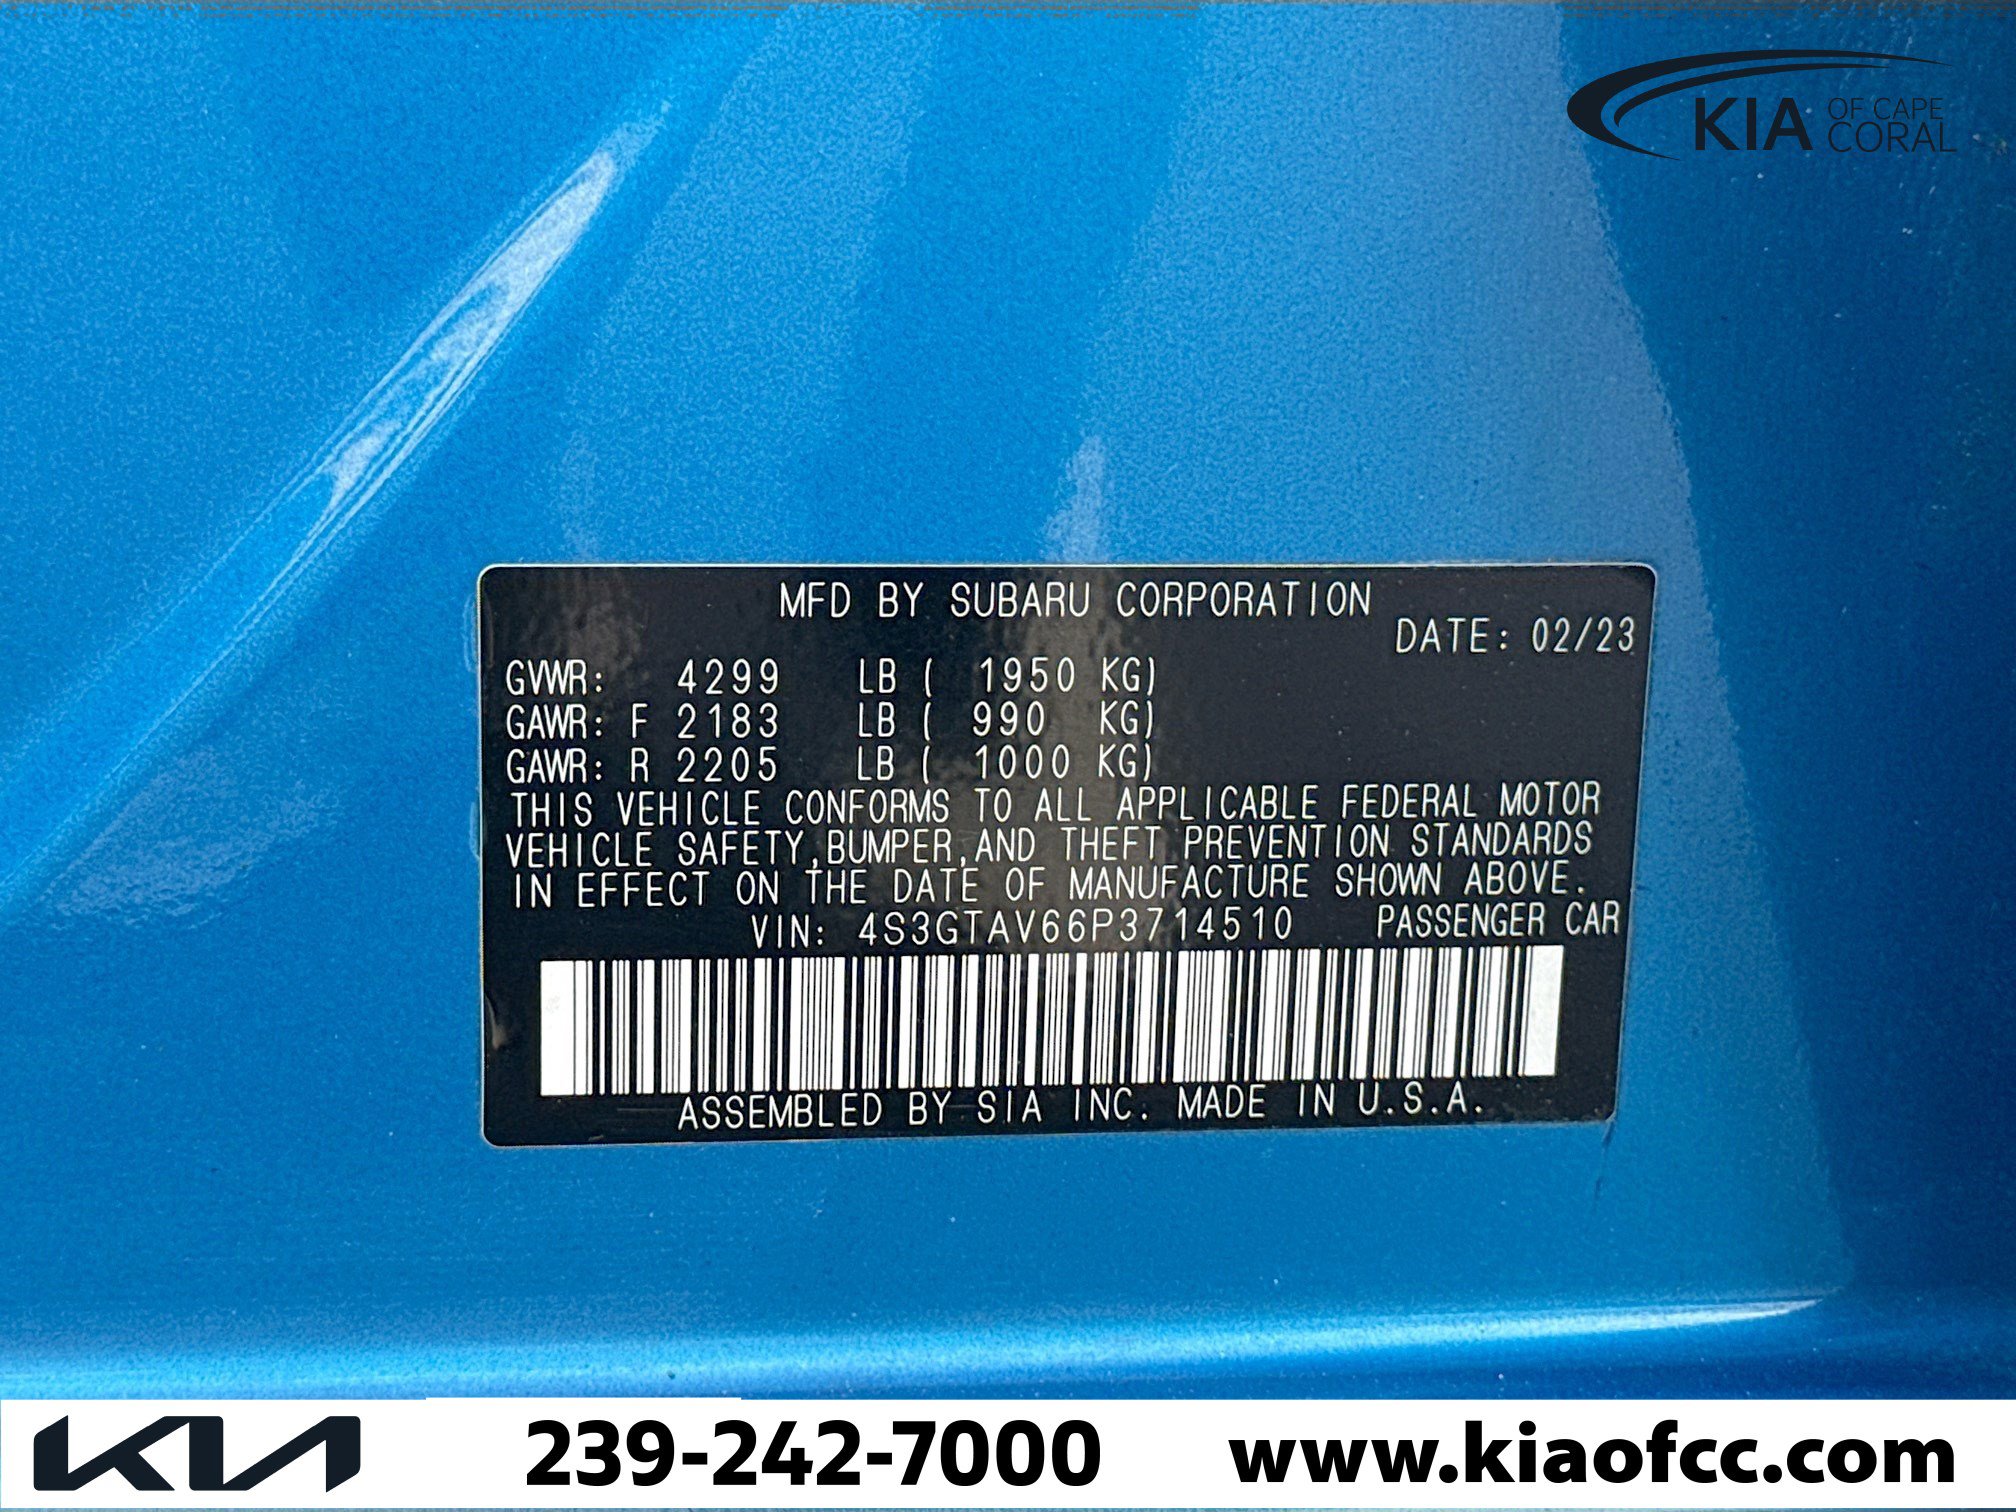 KIA OF CAPE CORAL
MFD BY SUBARU CORPORATION
DATE: 02/23
GVWR: 4299 LB ( 1950 KG)
GAWR: F 2183 LB ( 990 KG)
GAWR: R 2205 LB ( 1000 KG)
THIS VEHICLE CONFORMS TO ALL APPLICABLE FEDERAL MOTOR
VEHICLE SAFETY,BUMPER,AND THEFT PREVENTION STANDARDS
IN EFFECT ON THE DATE OF MANUFACTURE SHOWN ABOVE.
VIN: 4S3GTAV66P3714510 PASSENGER CAR
ASSEMBLED BY SIA INC. MADE IN U.S.A.
KIA 239-242-7000 www.kiaofcc.com